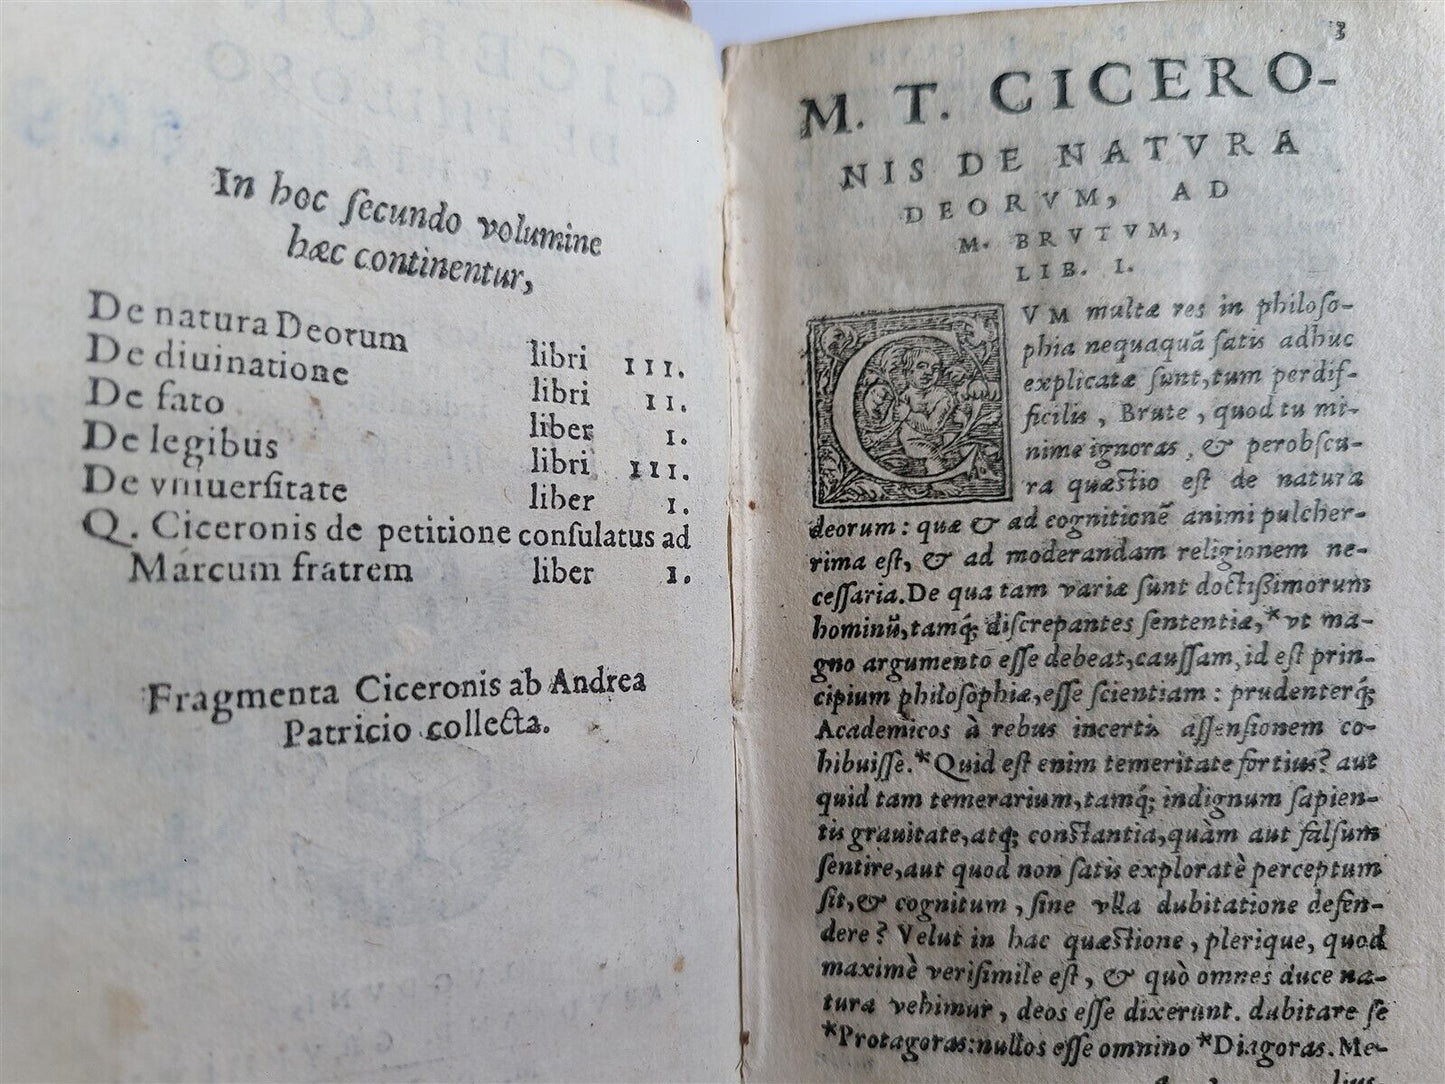 In hoc ſecundo volumine
hæc continentur,
De natura Deorum libri III.
De diuinatione libri II.
De fato liber I.
De legibus libri III.
De vniuerſitate liber I.
Q. Ciceronis de petitione conſulatus ad
Marcum fratrem liber I.
Fragmenta Ciceronis ab Andrea
Patricio collecta.
3
M. T. CICERO-
NIS DE NATVRA
DEORVM, AD
M. BRVTVM,
LIB. I.
CVM multæ res in philoſo-
phia nequaquã ſatis adhuc
explicatæ ſunt, tum perdif-
ficilis, Brute, quod tu mi-
nime ignoras, & perobſcu-
ra quæſtio eſt de natura
deorum: quæ & ad cognitionẽ animi pulcher-
rima eſt, & ad moderandam religionem ne-
ceſſaria. De qua tam variæ ſunt doctißimorum
hominũ, tamq́; diſcrepantes ſententiæ, *vt ma-
gno argumento eſſe debeat, cauſſam, id eſt prin-
cipium philoſophiæ, eſſe ſcientiam: prudenterq́;
Academicos à rebus incertis aſſenſionem co-
hibuiſſe. *Quid eſt enim temeritate fortius? aut
quid tam temerarium, tamq́; indignum ſapien-
tis grauitate, atq; conſtantia, quàm aut falſum
ſentire, aut quod non ſatis exploratè perceptum
ſit, & cognitum, ſine vlla dubitatione defen-
dere? Velut in hac quæſtione, plerique, quod
maximè veriſimile eſt, & quò omnes duce na-
tura vehimur, deos eſſe dixerunt. dubitare ſe
*Protagoras: nullos eſſe omnino *Diagoras. Me-